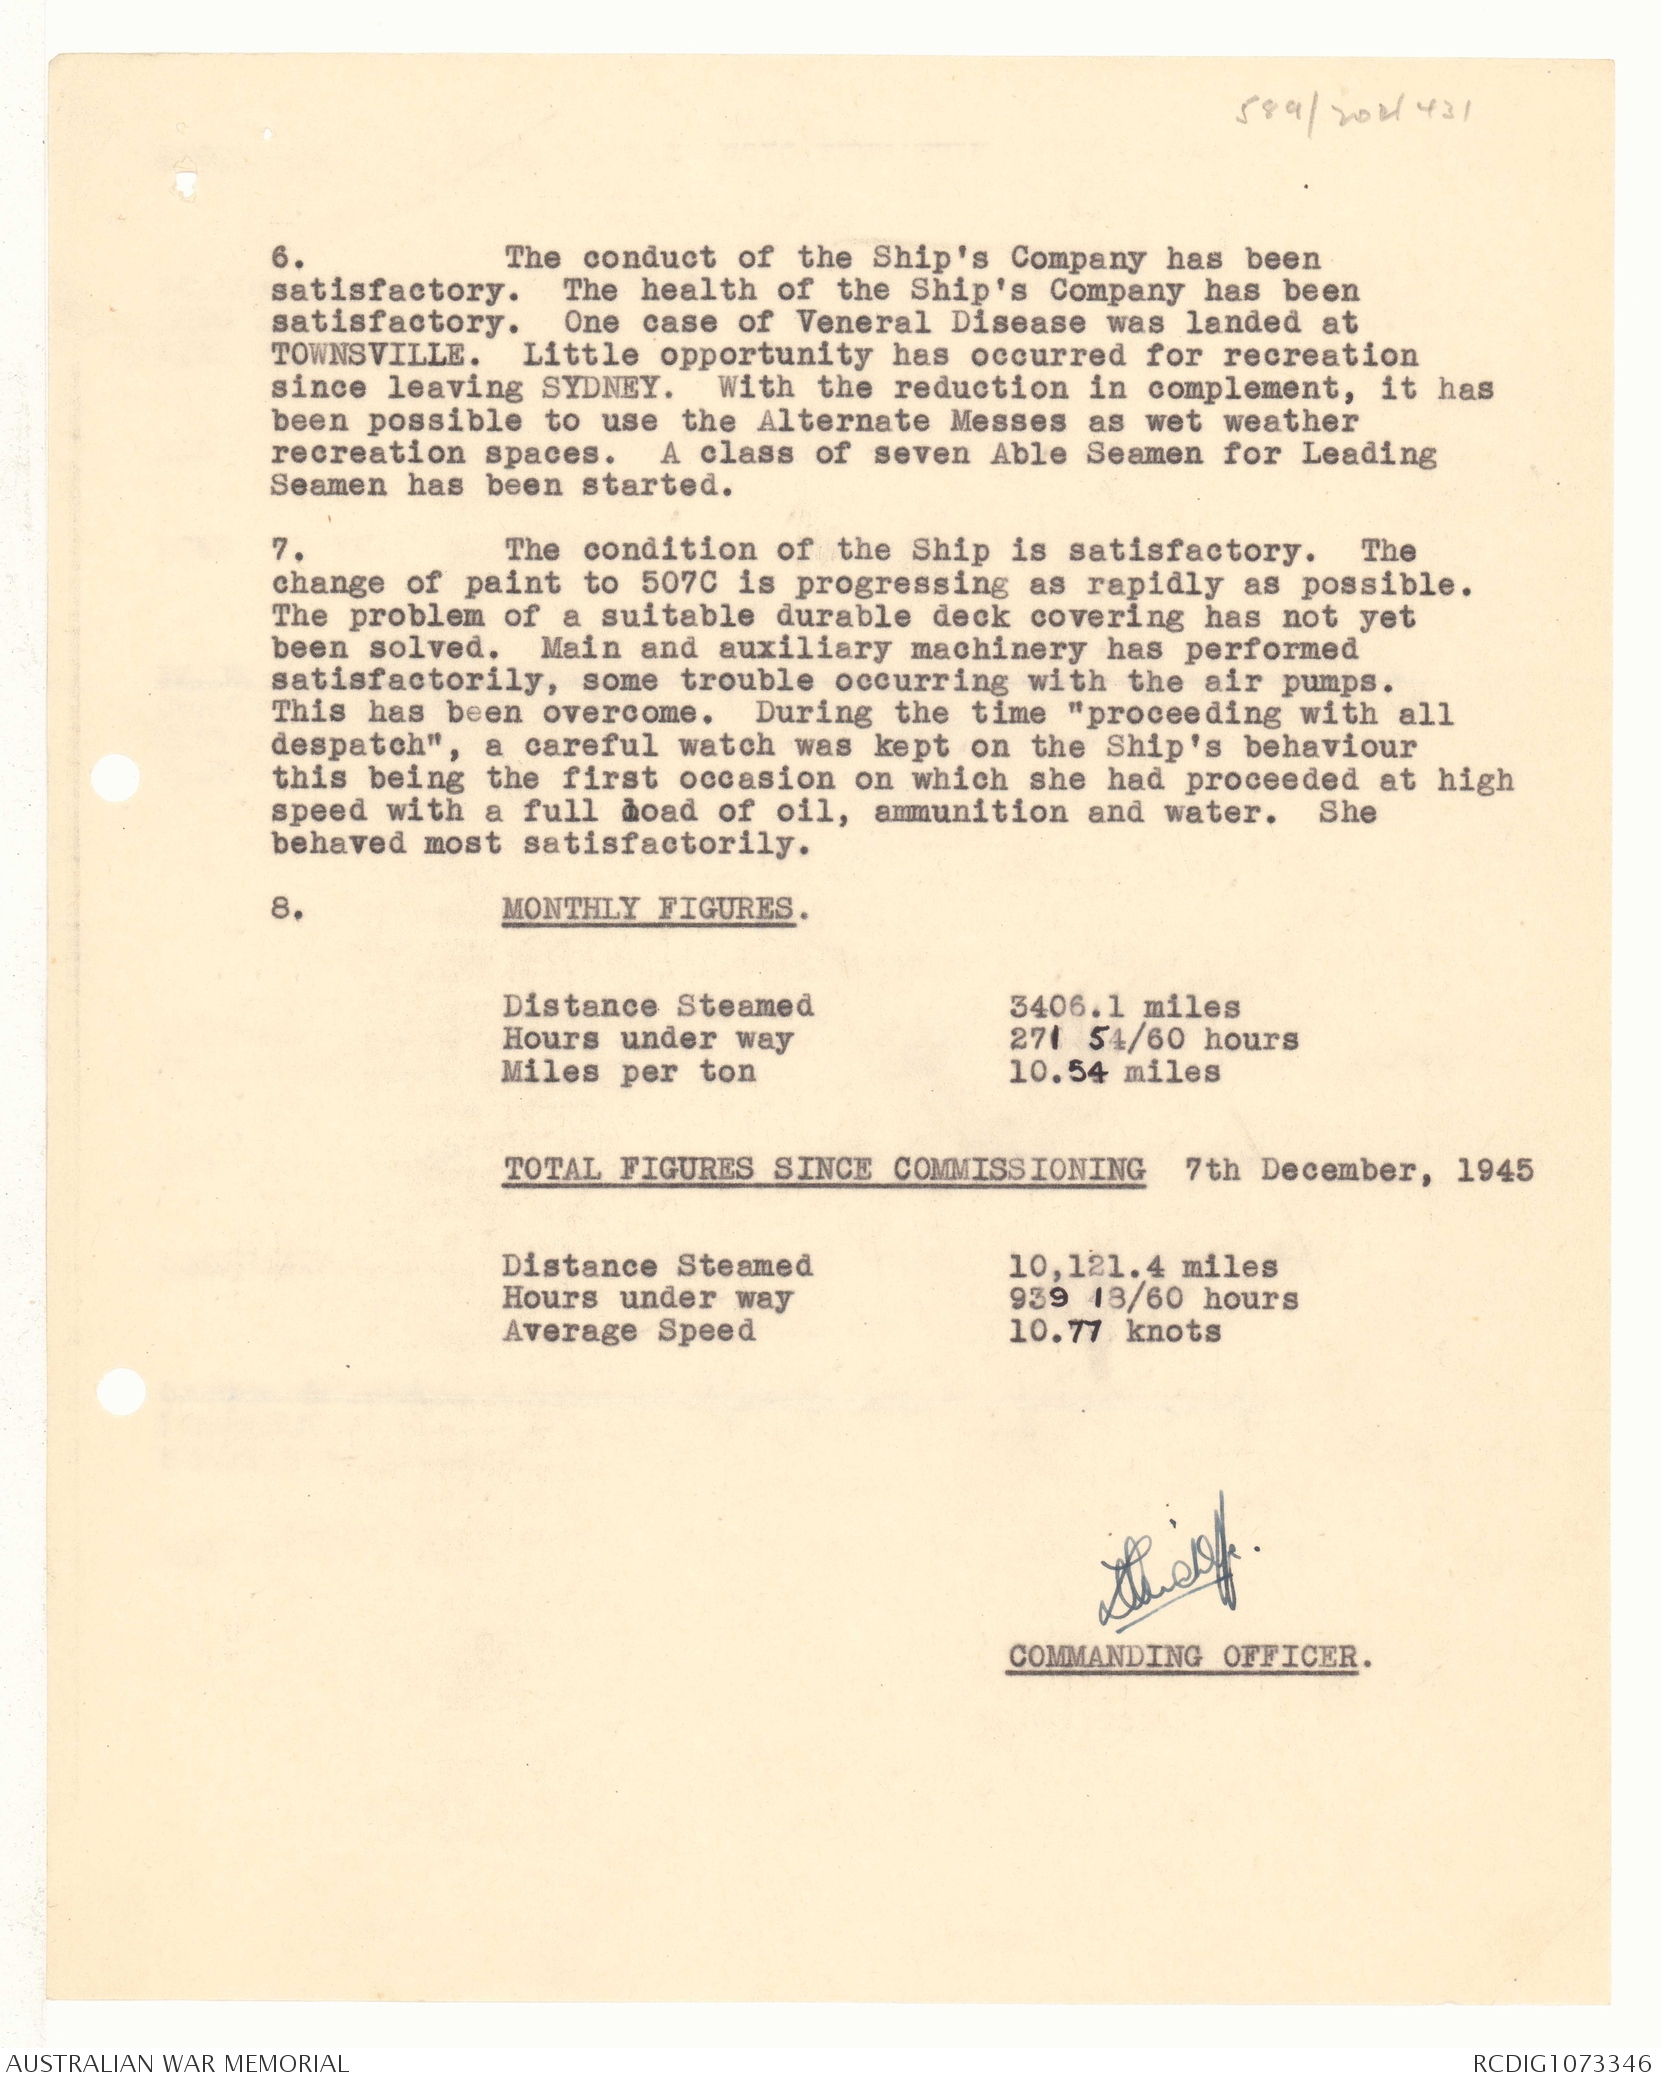 6. The conduct of the Ship's Company has been
satisfactory. The health of the Ship's Company has been
satisfactory. One case of Veneral Disease was landed at
TOWNSVILLE. Little opportunity has occurred for recreation
since leaving SYDNEY. With the reduction in complement, it has
been possible to use the Alternate Messes as wet weather
recreation spaces. A class of seven Able Seamen for Leading
Seamen has been started.
7. The condition of the Ship is satisfactory. The
change of paint to 507C is progressing as rapidly as possible.
The problem of a suitable durable deck covering has not yet
been solved. Main and auxiliary machinery has performed
satisfactorily, some trouble occurring with the air pumps.
This has been overcome. During the time "proceeding with all
despatch", a careful watch was kept on the Ship's behaviour
this being the first occasion on which she had proceeded at high
speed with a full load of oil, ammunition and water. She
behaved most satisfactorily.
8. MONTHLY FIGURES.
Distance Steamed 3406.1 miles
Hours under way 271 54/60 hours
Miles per ton 10.54 miles
TOTAL FIGURES SINCE COMMISSIONING 7th December, 1945
Distance Steamed 10,121.4 miles
Hours under way 939 18/60 hours
Average Speed 10.77 knots
COMMANDING OFFICER.
AUSTRALIAN WAR MEMORIAL
RCDIG1073346